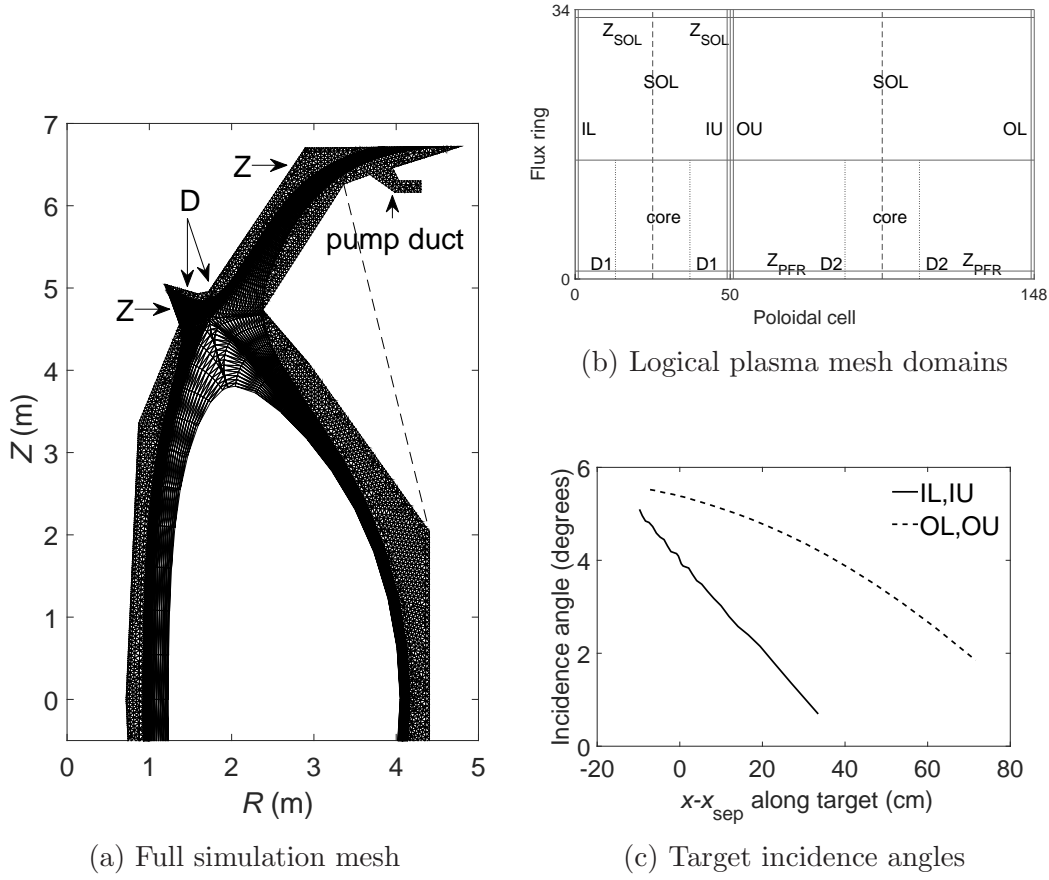 7
6
5
4
3
2
1
0
Z (m)
0 1 2 3 4 5
R (m)
Z
D
Z
pump duct
(a) Full simulation mesh
34
0
Flux ring
Z_SOL Z_SOL
SOL SOL
IL IU OU OL
core core
D1 D1 Z_PFR D2 D2 Z_PFR
0 50 148
Poloidal cell
(b) Logical plasma mesh domains
6
4
2
0
Incidence angle (degrees)
IL,IU
OL,OU
-20 0 20 40 60 80
x-x_sep along target (cm)
(c) Target incidence angles